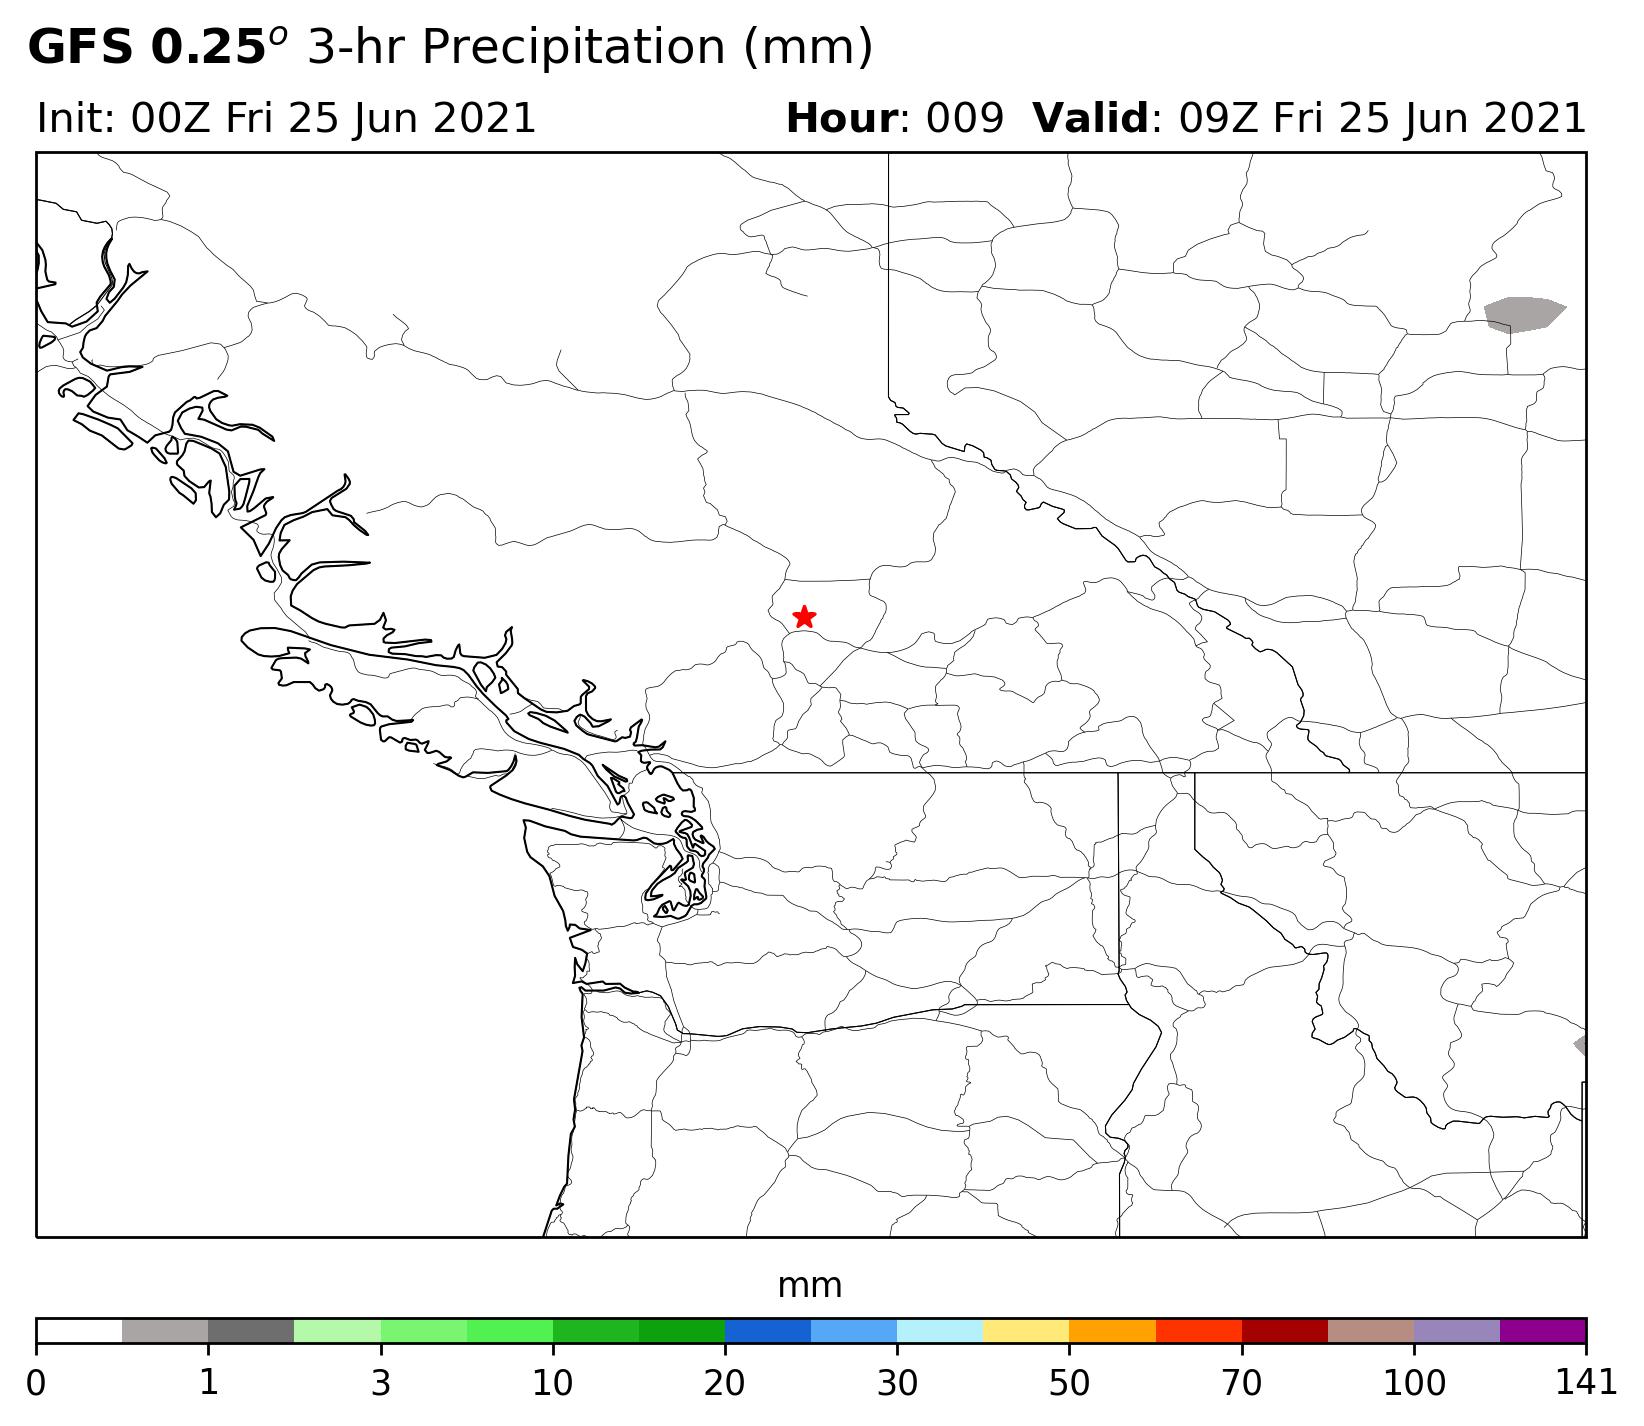 GFS 0.25° 3-hr Precipitation (mm)
Init: 00Z Fri 25 Jun 2021
Hour: 009 Valid: 09Z Fri 25 Jun 2021
mm
0 1 3 10 20 30 50 70 100 141